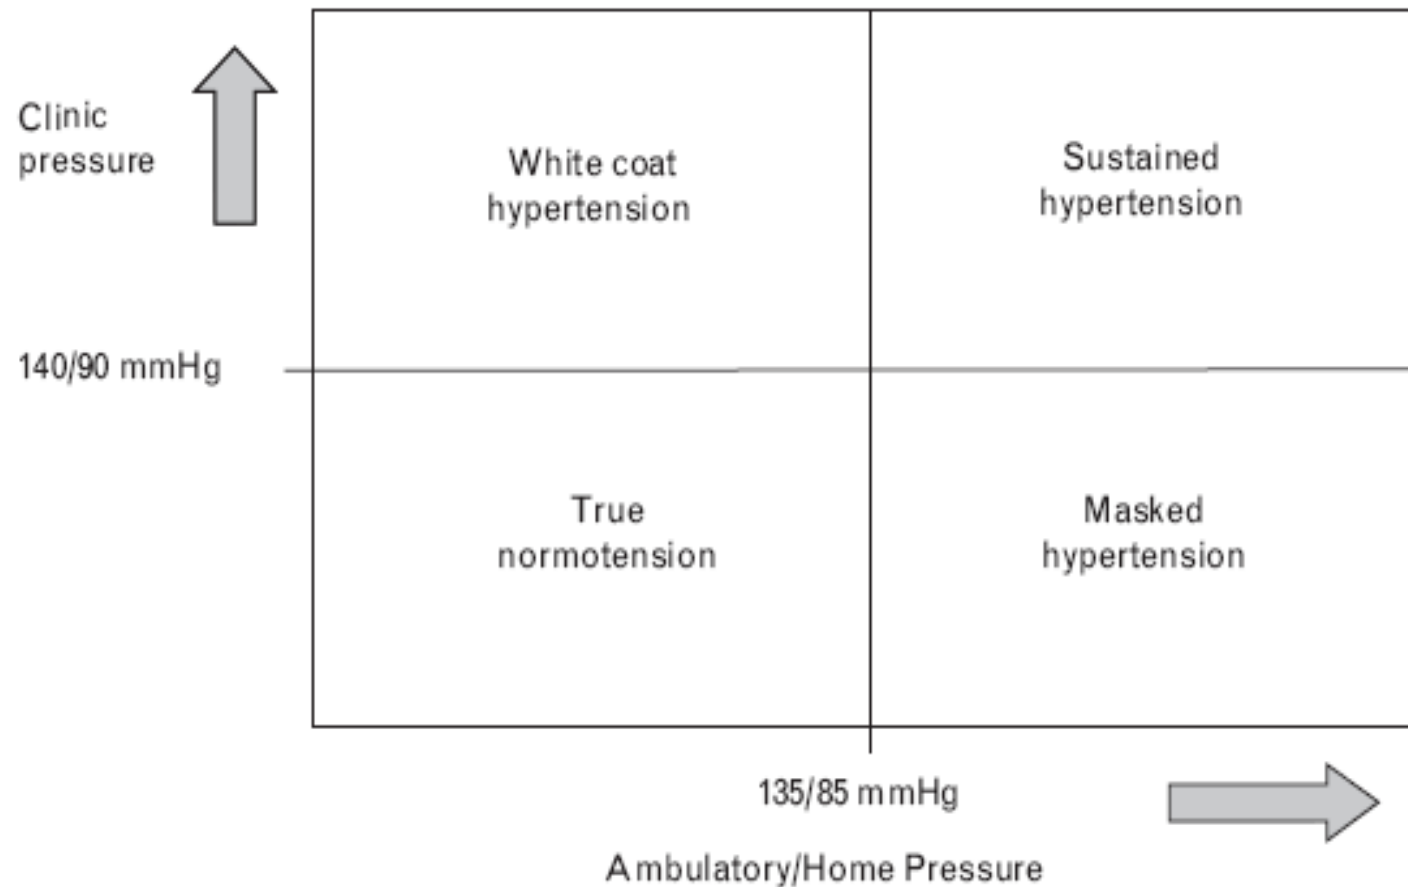 Clinic
pressure
White coat
hypertension
Sustained
hypertension
140/90 mmHg
True
normotension
Masked
hypertension
135/85 mmHg
Ambulatory/Home Pressure